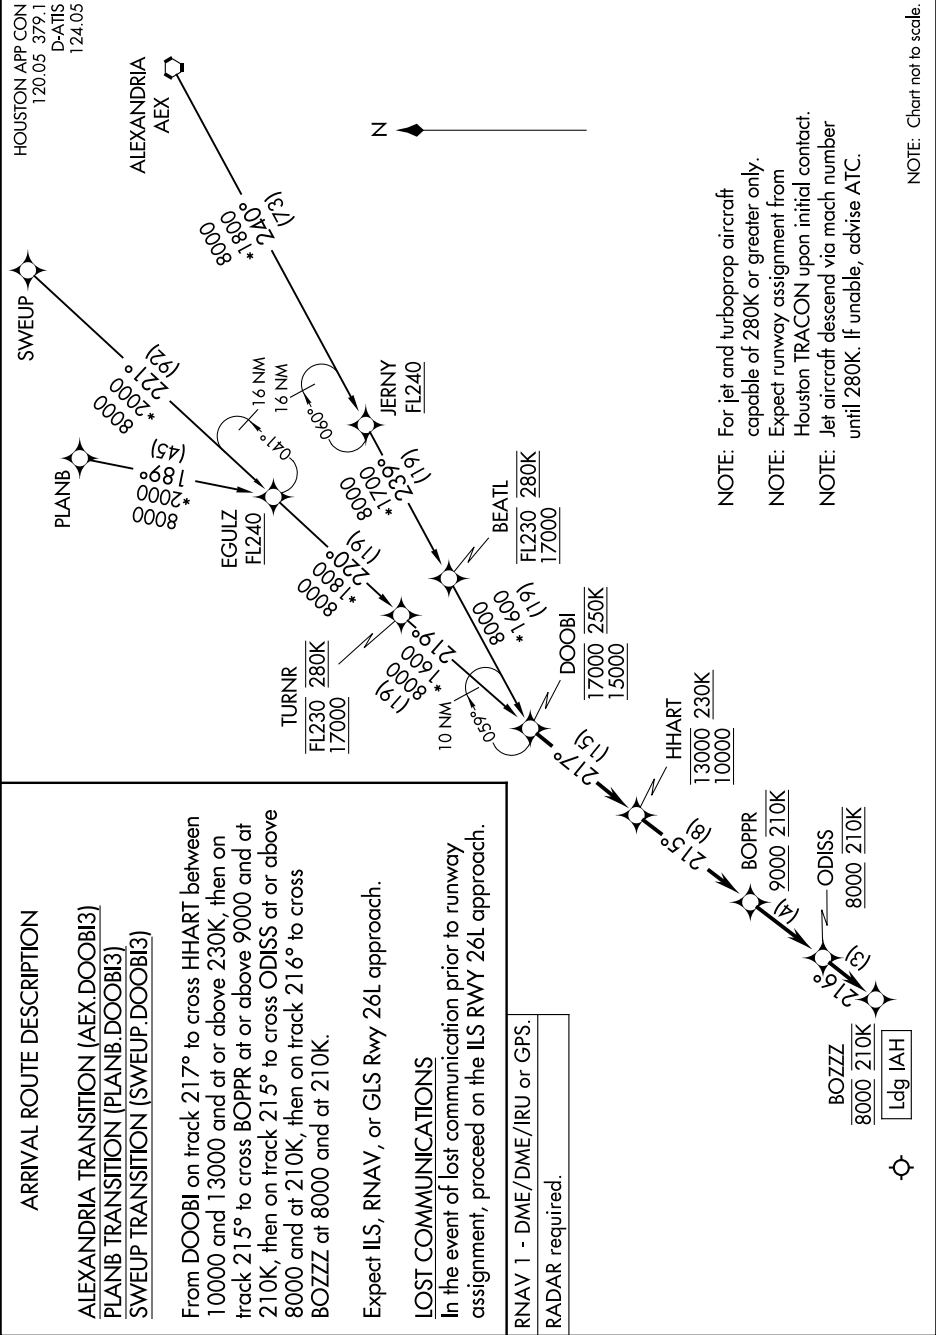 HOUSTON APP CON
120.05 379.1
D-ATIS
124.05
ALEXANDRIA
AEX
8000
*1800
240°
(73)
SWEUP
8000
*2000
221°
(92)
PLANB
8000
*2000
189°
(45)
EGULZ
FL240
16 NM
041°
16 NM
060°
JERNY
FL240
8000
*1800
220°
(19)
8000
*1700
239°
(19)
TURNR
FL230 280K
17000
BEATL
FL230 280K
17000
(19)
8000
*1600
219°
8000
*1600
(19)
10 NM
059°
DOOBI
17000 250K
15000
217°
(15)
HHART
13000 230K
10000
215°
(8)
BOPPR
9000 210K
(4)
ODISS
8000 210K
216°
(3)
BOZZZ
8000 210K
Ldg IAH
N
NOTE: For jet and turboprop aircraft
capable of 280K or greater only.
NOTE: Expect runway assignment from
Houston TRACON upon initial contact.
NOTE: Jet aircraft descend via mach number
until 280K. If unable, advise ATC.
NOTE: Chart not to scale.
ARRIVAL ROUTE DESCRIPTION
ALEXANDRIA TRANSITION (AEX.DOOBI3)
PLANB TRANSITION (PLANB.DOOBI3)
SWEUP TRANSITION (SWEUP.DOOBI3)
From DOOBI on track 217° to cross HHART between
10000 and 13000 and at or above 230K, then on
track 215° to cross BOPPR at or above 9000 and at
210K, then on track 215° to cross ODISS at or above
8000 and at 210K, then on track 216° to cross
BOZZZ at 8000 and at 210K.
Expect ILS, RNAV, or GLS Rwy 26L approach.
LOST COMMUNICATIONS
In the event of lost communication prior to runway
assignment, proceed on the ILS RWY 26L approach.
RNAV 1 - DME/DME/IRU or GPS.
RADAR required.